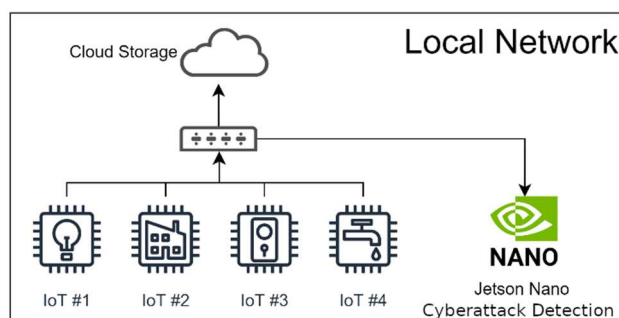 Local Network
Cloud Storage
IoT #1
IoT #2
IoT #3
IoT #4
NANO
Jetson Nano
Cyberattack Detection